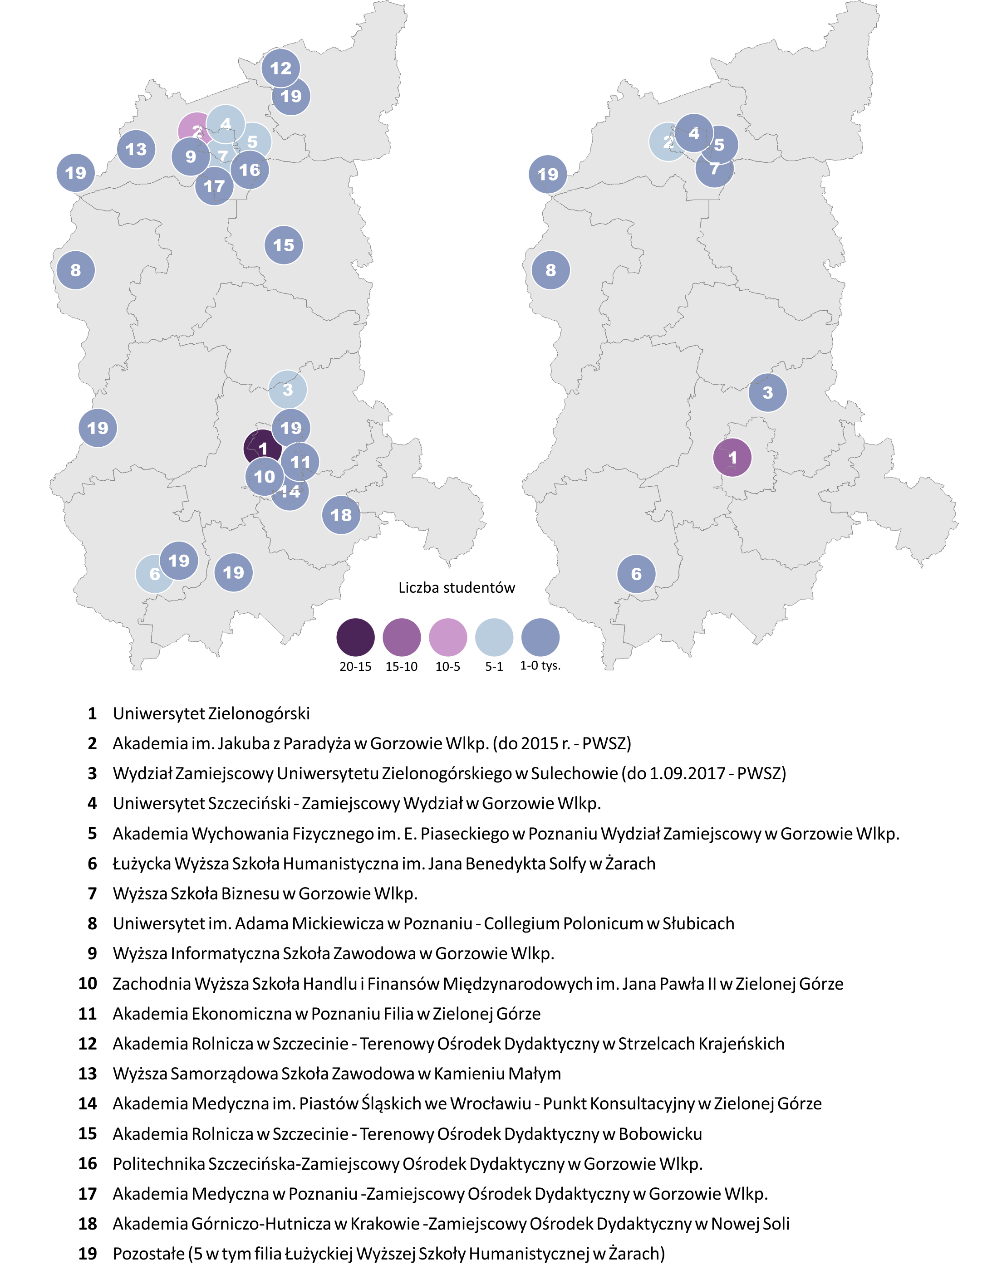 12
19
4
2
5
13
9
7
16
19
17
15
8
3
19
19
1
11
10
14
18
19
6
19
4
2
5
7
19
8
3
1
6
Liczba studentów
20-15 15-10 10-5 5-1 1-0 tys.
1 Uniwersytet Zielonogórski
2 Akademia im. Jakuba z Paradyża w Gorzowie Wlkp. (do 2015 r. - PWSZ)
3 Wydział Zamiejscowy Uniwersytetu Zielonogórskiego w Sulechowie (do 1.09.2017 - PWSZ)
4 Uniwersytet Szczeciński - Zamiejscowy Wydział w Gorzowie Wlkp.
5 Akademia Wychowania Fizycznego im. E. Piaseckiego w Poznaniu Wydział Zamiejscowy w Gorzowie Wlkp.
6 Łużycka Wyższa Szkoła Humanistyczna im. Jana Benedykta Solfy w Żarach
7 Wyższa Szkoła Biznesu w Gorzowie Wlkp.
8 Uniwersytet im. Adama Mickiewicza w Poznaniu - Collegium Polonicum w Słubicach
9 Wyższa Informatyczna Szkoła Zawodowa w Gorzowie Wlkp.
10 Zachodnia Wyższa Szkoła Handlu i Finansów Międzynarodowych im. Jana Pawła II w Zielonej Górze
11 Akademia Ekonomiczna w Poznaniu Filia w Zielonej Górze
12 Akademia Rolnicza w Szczecinie - Terenowy Ośrodek Dydaktyczny w Strzelcach Krajeńskich
13 Wyższa Samorządowa Szkoła Zawodowa w Kamieniu Małym
14 Akademia Medyczna im. Piastów Śląskich we Wrocławiu - Punkt Konsultacyjny w Zielonej Górze
15 Akademia Rolnicza w Szczecinie - Terenowy Ośrodek Dydaktyczny w Bobowicku
16 Politechnika Szczecińska-Zamiejscowy Ośrodek Dydaktyczny w Gorzowie Wlkp.
17 Akademia Medyczna w Poznaniu -Zamiejscowy Ośrodek Dydaktyczny w Gorzowie Wlkp.
18 Akademia Górniczo-Hutnicza w Krakowie -Zamiejscowy Ośrodek Dydaktyczny w Nowej Soli
19 Pozostałe (5 w tym filia Łużyckiej Wyższej Szkoły Humanistycznej w Żarach)